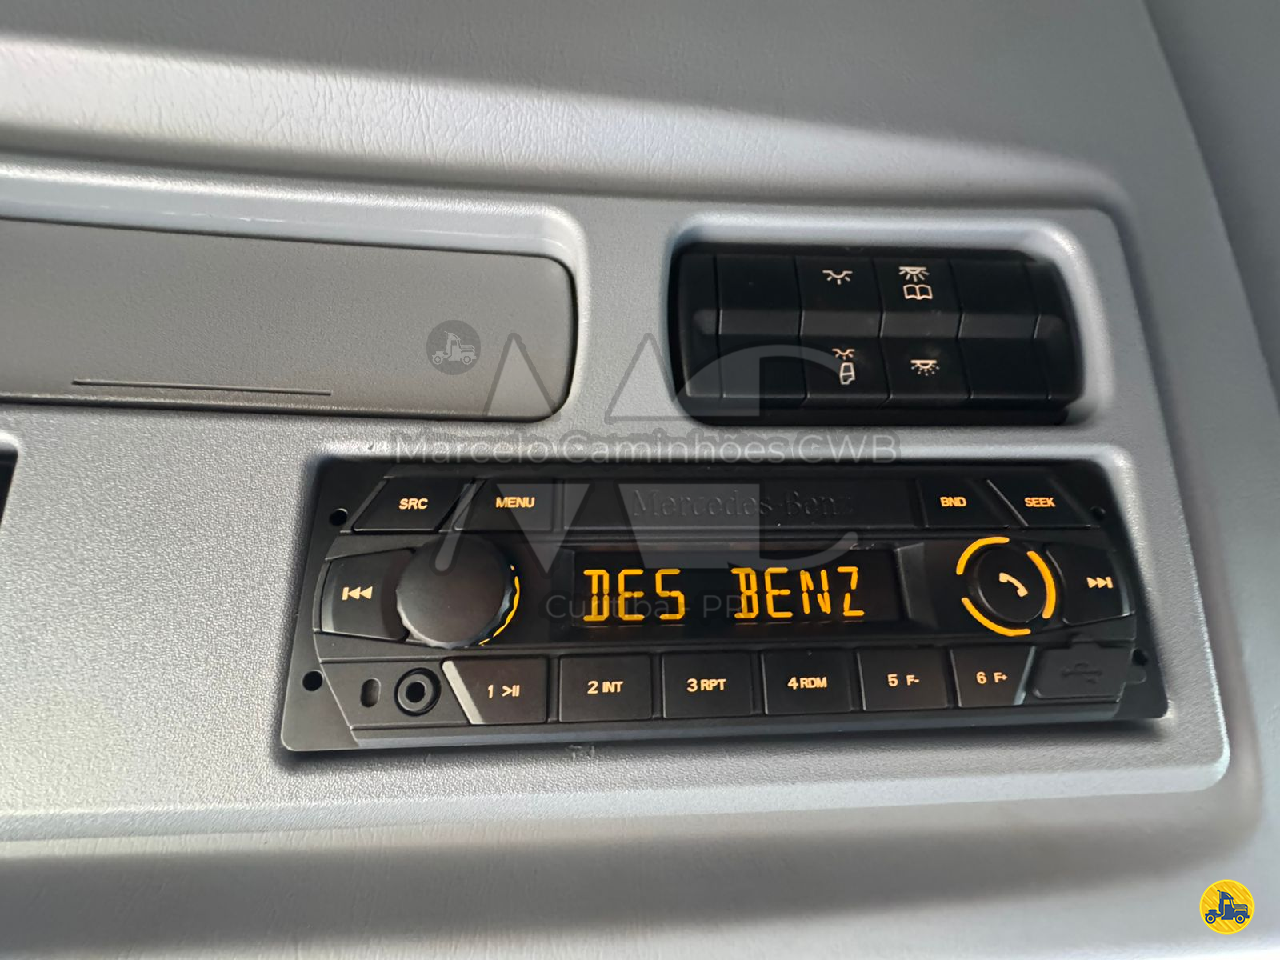 Marcelo Caminhões CWB
SRC MENU Mercedes-Benz BND SEEK
DES BENZ
Curitiba - PR
1 >II 2 INT 3 RPT 4 RDM 5 F- 6 F+